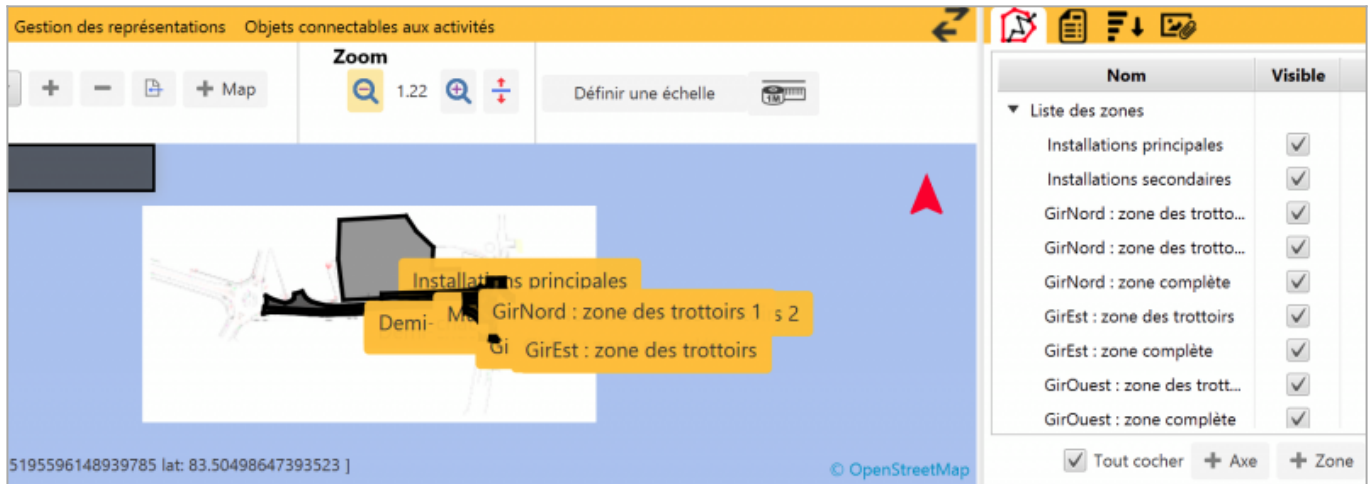 Gestion des représentations Objets connectables aux activités
Zoom
+ Map
1.22
Définir une échelle
1M
Installations principales
GirNord : zone des trottoirs 1
s 2
Demi-
Gi
GirEst : zone des trottoirs
5195596148939785 lat: 83.50498647393523 ]
© OpenStreetMap
Nom Visible
Liste des zones
Installations principales
Installations secondaires
GirNord : zone des trotto...
GirNord : zone des trotto...
GirNord : zone complète
GirEst : zone des trottoirs
GirEst : zone complète
GirOuest : zone des trott...
GirOuest : zone complète
Tout cocher + Axe + Zone